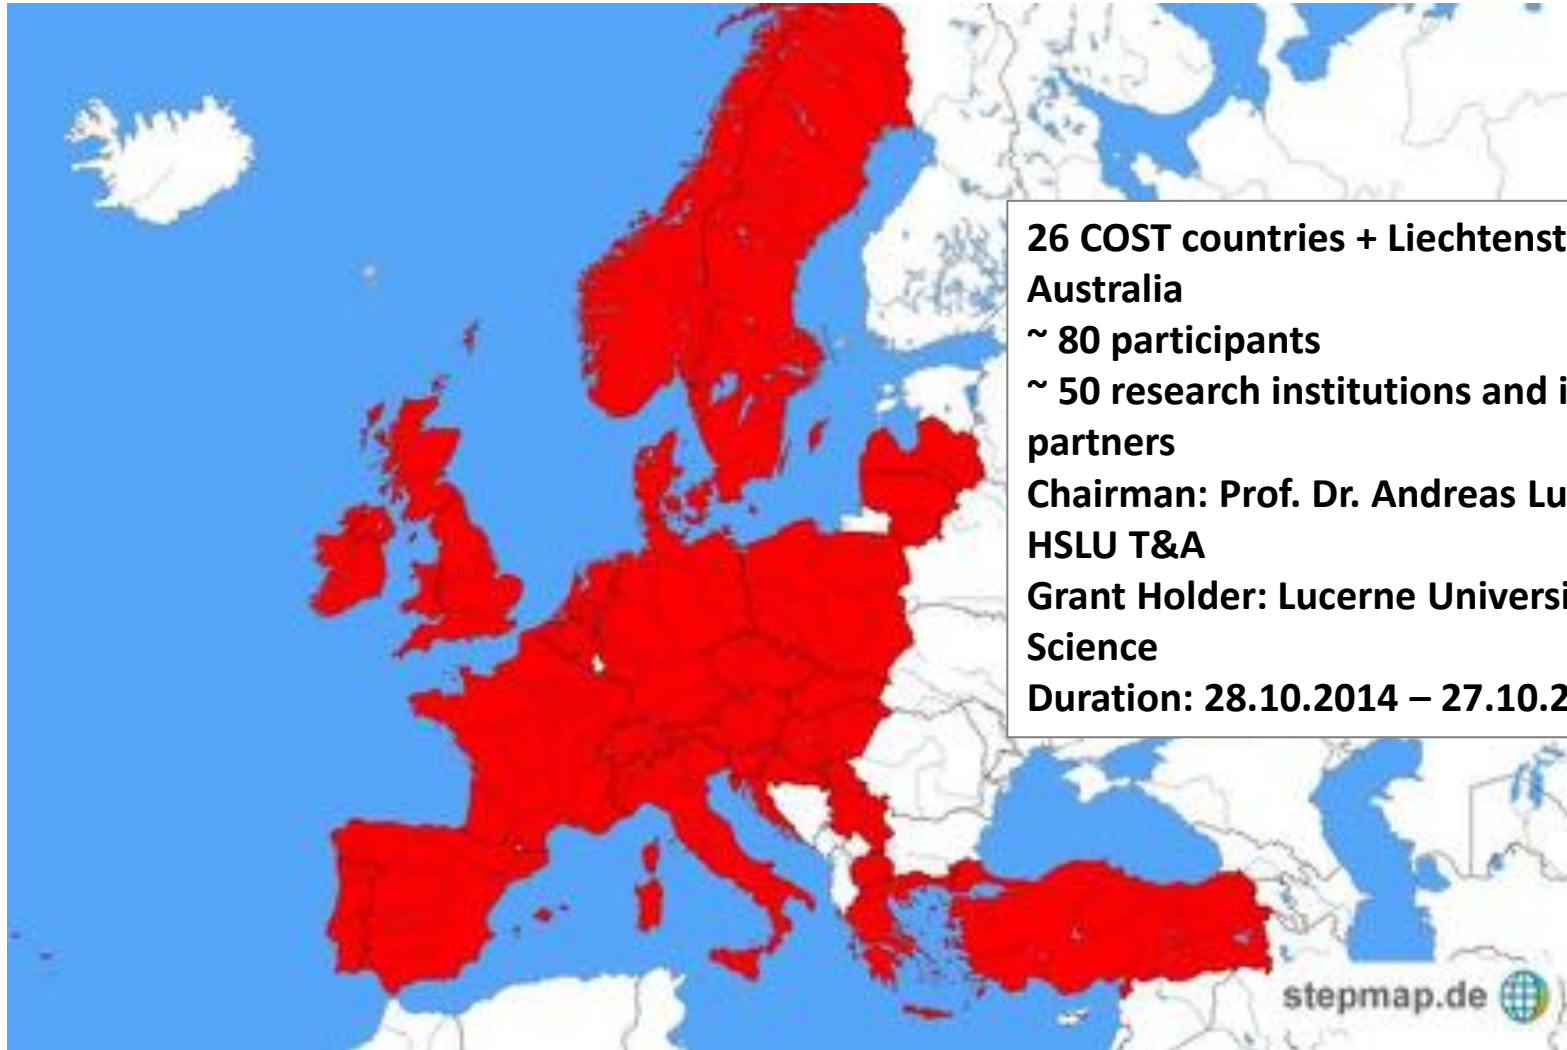 26 COST countries + Liechtenst
Australia
~ 80 participants
~ 50 research institutions and i
partners
Chairman: Prof. Dr. Andreas Lu
HSLU T&A
Grant Holder: Lucerne Universi
Science
Duration: 28.10.2014 – 27.10.2
stepmap.de